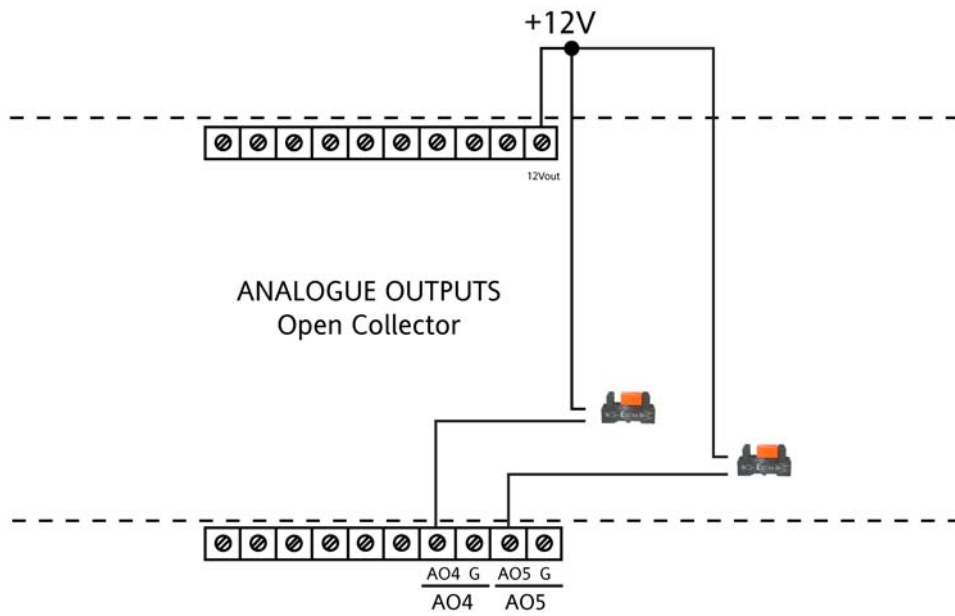 +12V
12Vout
ANALOGUE OUTPUTS
Open Collector
AO4 G AO5 G
AO4 AO5